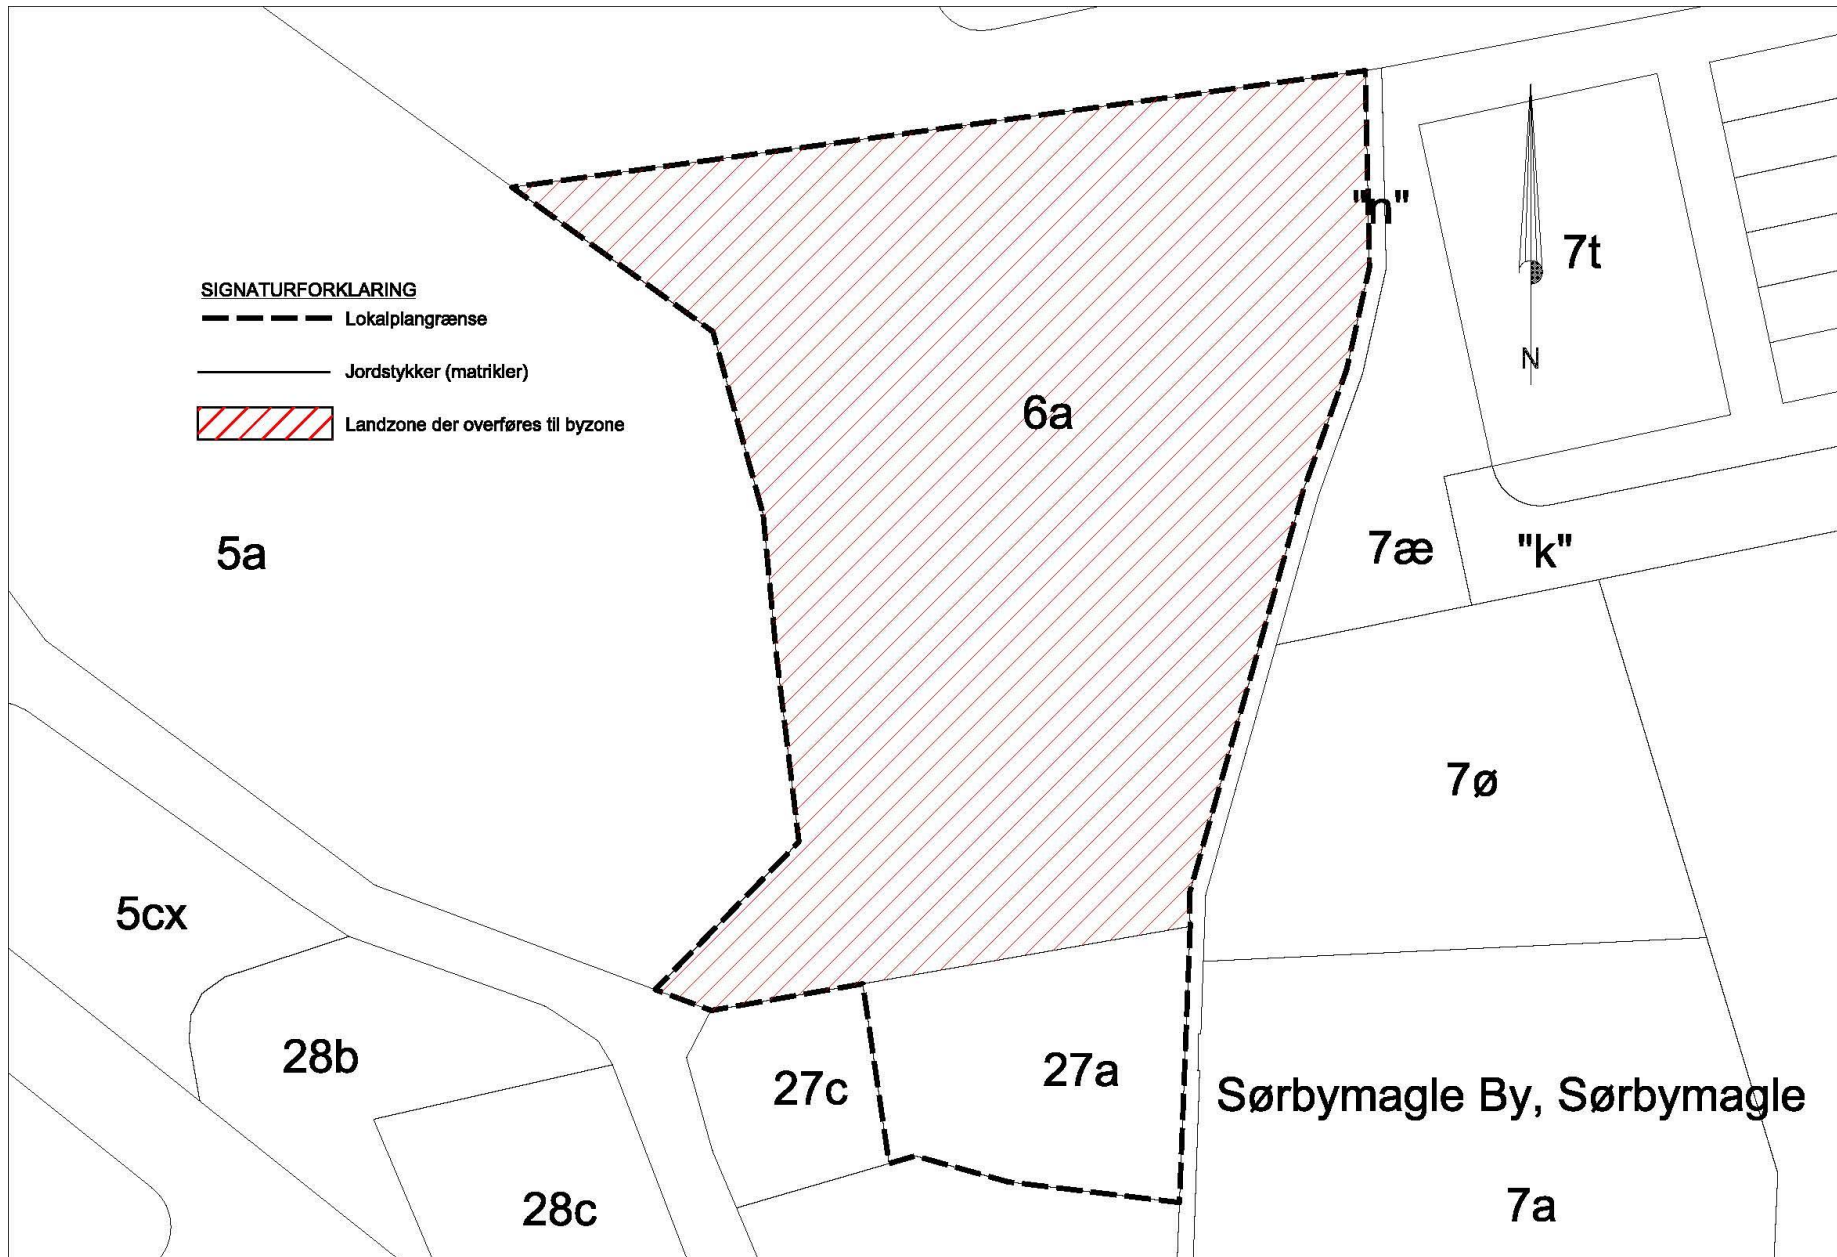 "n"
7t
SIGNATURFORKLARING
Lokalplangrænse
N
Jordstykker (matrikler)
6a
Landzone der overføres til byzone
5a
7æ
"k"
7ø
5cx
28b
27c
27a
Sørbymagle By, Sørbymagle
28c
7a